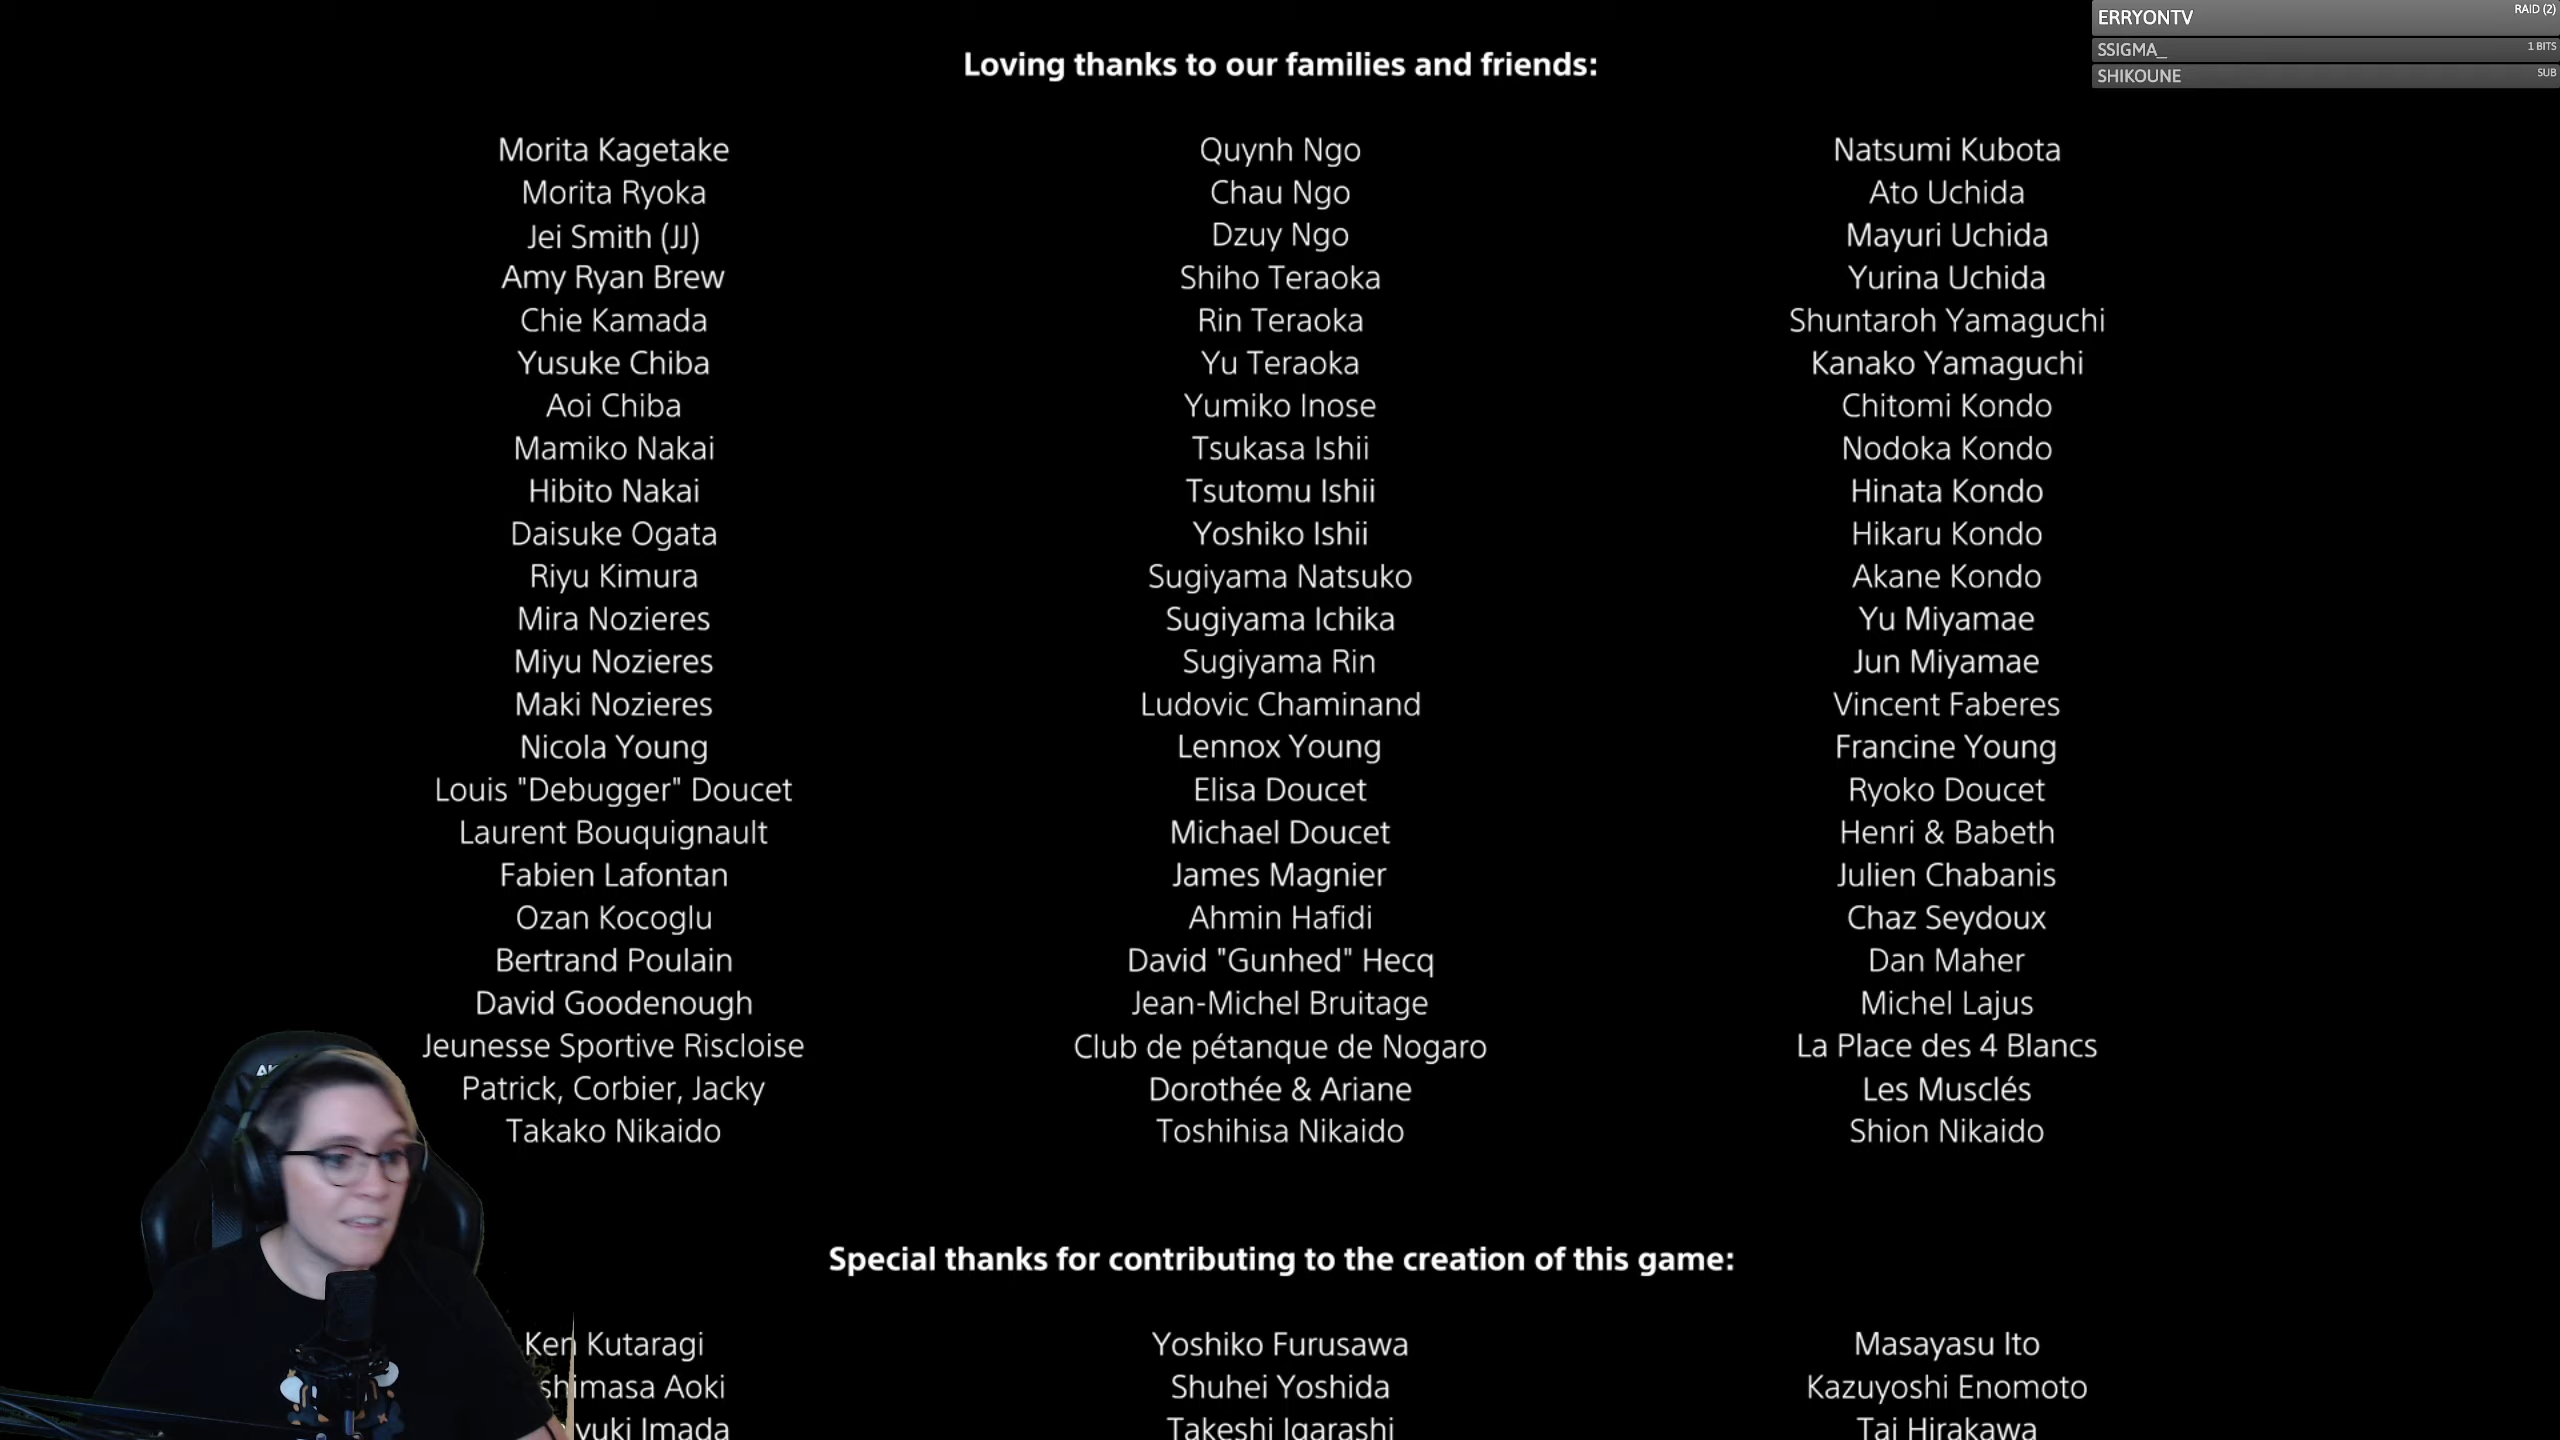 ERRYONTV RAID (2)
SSIGMA_ 1 BITS
SHIKOUNE SUB
Loving thanks to our families and friends:
Morita Kagetake Quynh Ngo Natsumi Kubota
Morita Ryoka Chau Ngo Ato Uchida
Jei Smith (JJ) Dzuy Ngo Mayuri Uchida
Amy Ryan Brew Shiho Teraoka Yurina Uchida
Chie Kamada Rin Teraoka Shuntaroh Yamaguchi
Yusuke Chiba Yu Teraoka Kanako Yamaguchi
Aoi Chiba Yumiko Inose Chitomi Kondo
Mamiko Nakai Tsukasa Ishii Nodoka Kondo
Hibito Nakai Tsutomu Ishii Hinata Kondo
Daisuke Ogata Yoshiko Ishii Hikaru Kondo
Riyu Kimura Sugiyama Natsuko Akane Kondo
Mira Nozieres Sugiyama Ichika Yu Miyamae
Miyu Nozieres Sugiyama Rin Jun Miyamae
Maki Nozieres Ludovic Chaminand Vincent Faberes
Nicola Young Lennox Young Francine Young
Louis "Debugger" Doucet Elisa Doucet Ryoko Doucet
Laurent Bouquignault Michael Doucet Henri & Babeth
Fabien Lafontan James Magnier Julien Chabanis
Ozan Kocoglu Ahmin Hafidi Chaz Seydoux
Bertrand Poulain David "Gunhed" Hecq Dan Maher
David Goodenough Jean-Michel Bruitage Michel Lajus
Jeunesse Sportive Riscloise Club de pétanque de Nogaro La Place des 4 Blancs
Patrick, Corbier, Jacky Dorothée & Ariane Les Musclés
Takako Nikaido Toshihisa Nikaido Shion Nikaido
Special thanks for contributing to the creation of this game:
Ken Kutaragi Yoshiko Furusawa Masayasu Ito
Aoki Shuhei Yoshida Kazuyoshi Enomoto
Imada Takeshi Igarashi Tai Hirakawa